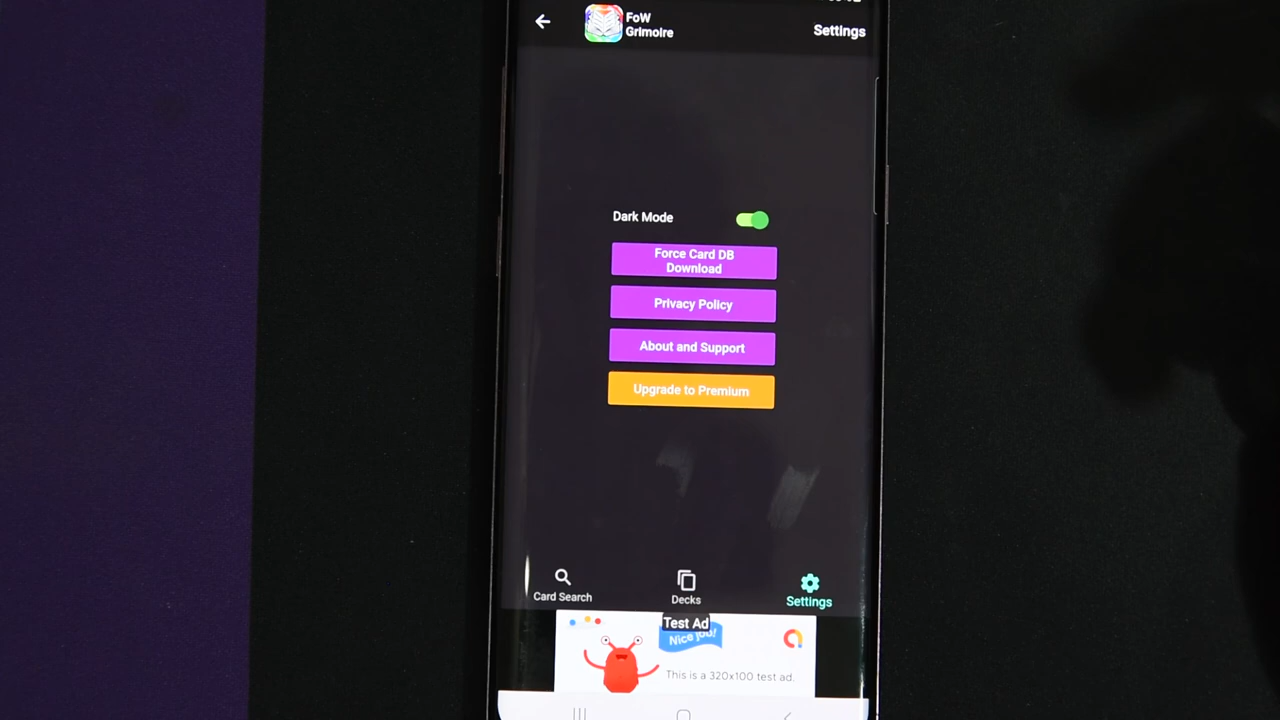 FoW
Grimoire
Settings
Dark Mode
Force Card DB
Download
Privacy Policy
About and Support
Upgrade to Premium
Card Search
Decks
Settings
Test Ad
Nice job!
This is a 320x100 test ad.